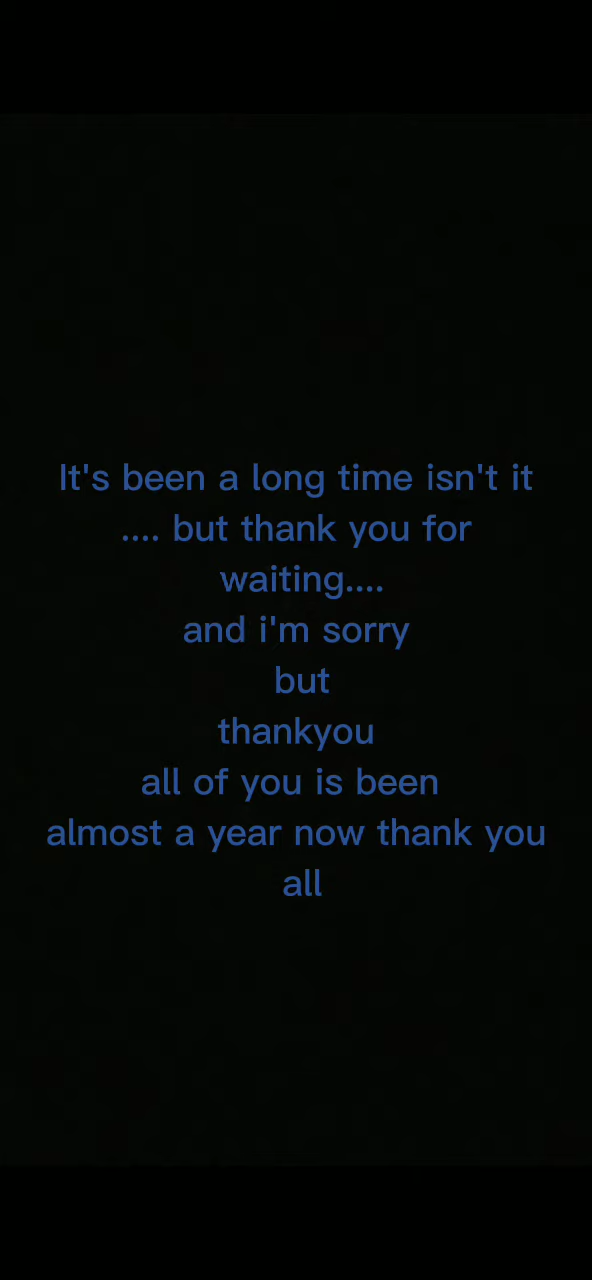 It's been a long time isn't it
.... but thank you for
waiting....
and i'm sorry
but
thankyou
all of you is been
almost a year now thank you
all